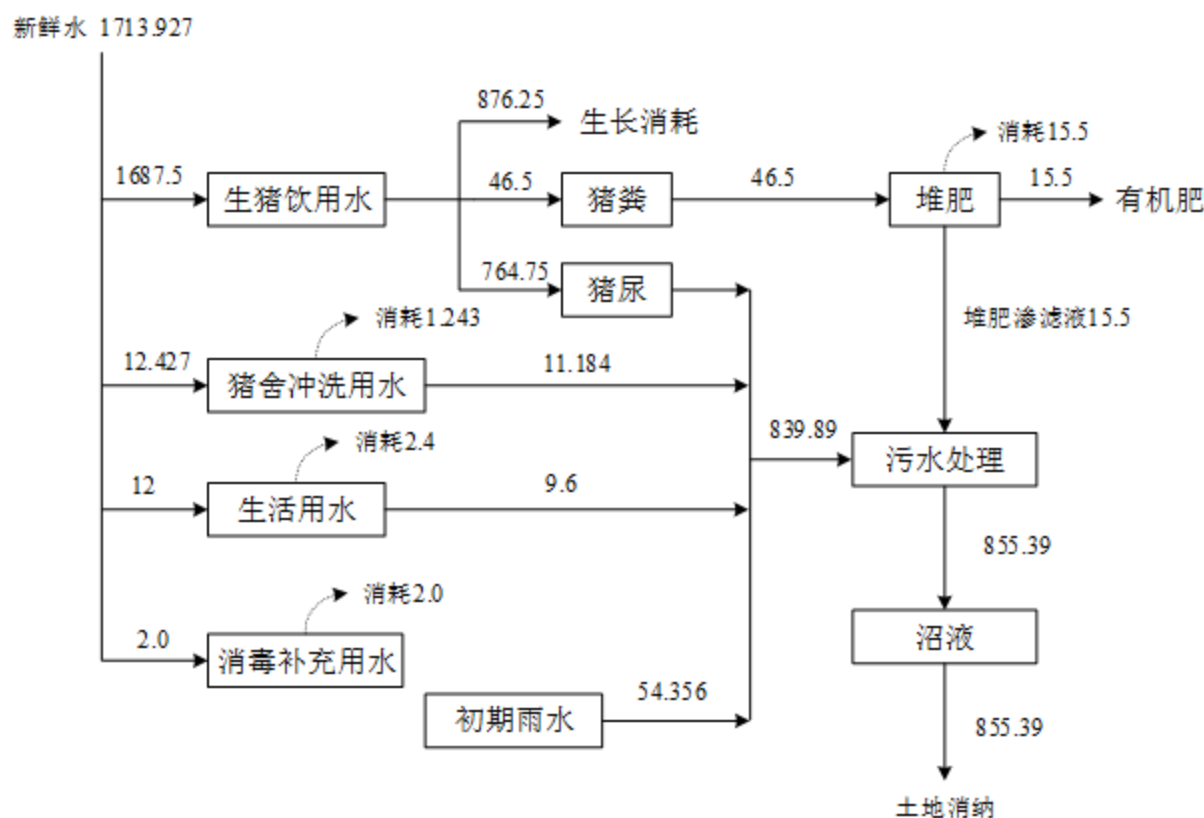 新鲜水 1713.927
876.25
生长消耗
消耗15.5
1687.5
生猪饮用水
46.5
猪粪
46.5
堆肥
15.5
有机肥
764.75
猪尿
消耗1.243
堆肥渗滤液15.5
12.427
猪舍冲洗用水
11.184
消耗2.4
839.89
污水处理
12
生活用水
9.6
855.39
消耗2.0
2.0
消毒补充用水
沼液
54.356
初期雨水
855.39
土地消纳